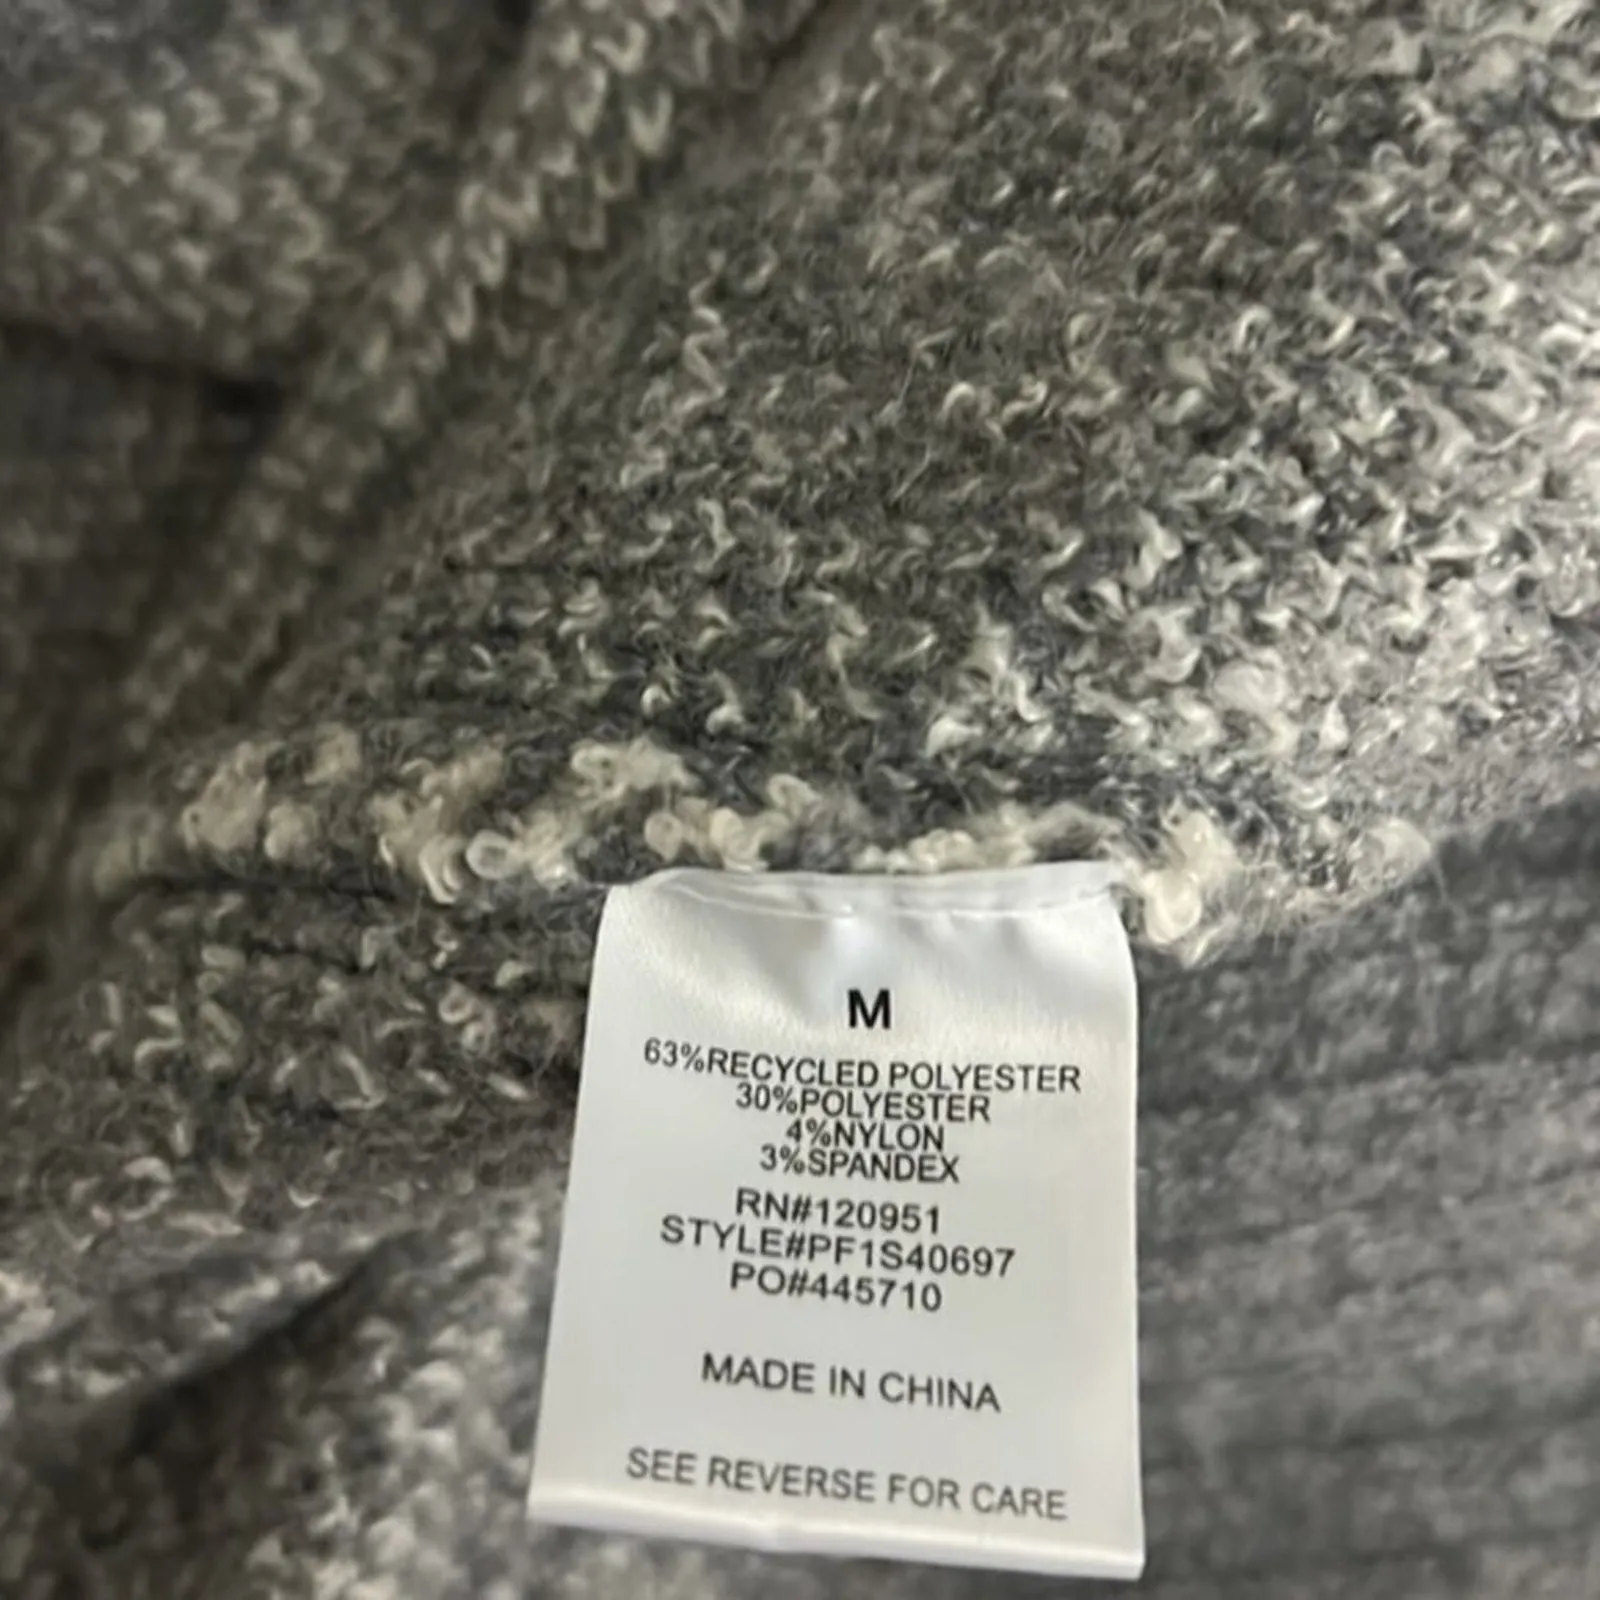 M
63%RECYCLED POLYESTER
30%POLYESTER
4%NYLON
3%SPANDEX
RN#120951
STYLE#PF1S40697
PO#445710
MADE IN CHINA
SEE REVERSE FOR CARE